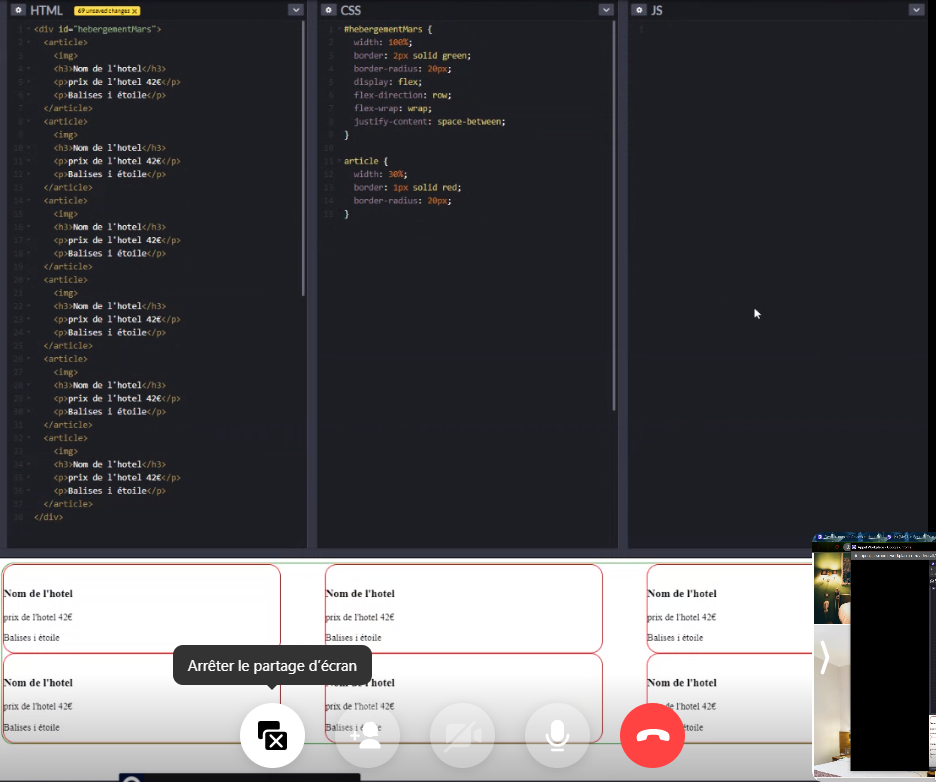 HTML
69 unsaved changes X
<div id="hebergementMars">
<article>
<img>
<h3>Nom de l'hotel</h3>
<p>prix de l'hotel 42€</p>
<p>Balises i étoile</p>
</article>
<article>
<img>
<h3>Nom de l'hotel</h3>
<p>prix de l'hotel 42€</p>
<p>Balises i étoile</p>
</article>
<article>
<img>
<h3>Nom de l'hotel</h3>
<p>prix de l'hotel 42€</p>
<p>Balises i étoile</p>
</article>
<article>
<img>
<h3>Nom de l'hotel</h3>
<p>prix de l'hotel 42€</p>
<p>Balises i étoile</p>
</article>
<article>
<img>
<h3>Nom de l'hotel</h3>
<p>prix de l'hotel 42€</p>
<p>Balises i étoile</p>
</article>
<article>
<img>
<h3>Nom de l'hotel</h3>
<p>prix de l'hotel 42€</p>
<p>Balises i étoile</p>
</article>
</div>
CSS
#hebergementMars {
width: 100%;
border: 2px solid green;
border-radius: 20px;
display: flex;
flex-direction: row;
flex-wrap: wrap;
justify-content: space-between;
}
article {
width: 30%;
border: 1px solid red;
border-radius: 20px;
}
JS
Nom de l'hotel
prix de l'hotel 42€
Balises i étoile
Nom de l'hotel
prix de l'hotel 42€
Balises i étoile
Nom de l'hotel
prix de l'hotel 42€
Balises i étoile
Arrêter le partage d'écran
Nom de l'hotel
prix de l'hotel 42€
Balises i étoile
Nom de l'hotel
prix de l'hotel 42€
Balises i étoile
Nom de l'hotel
prix de l'hotel 42€
étoile